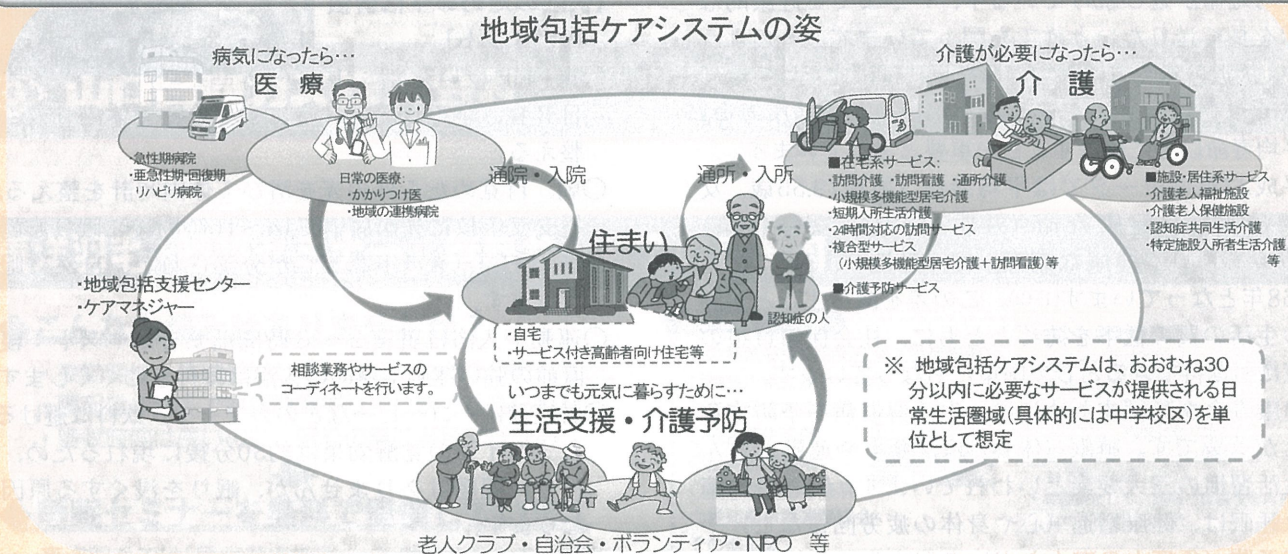 地域包括ケアシステムの姿
病気になったら…
医療
・急性期病院
・亜急性期・回復期
リハビリ病院
日常の医療:
・かかりつけ医
・地域の連携病院
通院・入院
通所・入所
介護が必要になったら…
介護
■在宅系サービス:
・訪問介護 ・訪問看護 ・通所介護
・小規模多機能型居宅介護
・短期入所生活介護
・24時間対応の訪問サービス
・複合型サービス
(小規模多機能型居宅介護+訪問看護)等
■介護予防サービス
■施設・居住系サービス
・介護老人福祉施設
・介護老人保健施設
・認知症共同生活介護
・特定施設入所者生活介護
等
住まい
認知症の人
・自宅
・サービス付き高齢者向け住宅等
・地域包括支援センター
・ケアマネジャー
相談業務やサービスの
コーディネートを行います。
いつまでも元気に暮らすために…
生活支援・介護予防
※ 地域包括ケアシステムは、おおむね30
分以内に必要なサービスが提供される日
常生活圏域(具体的には中学校区)を単
位として想定
老人クラブ・自治会・ボランティア・NPO 等